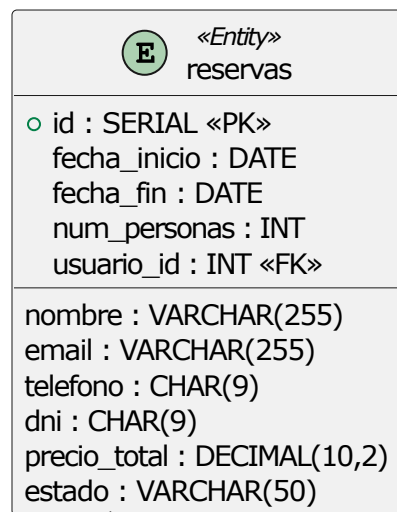 E
«Entity»
reservas
id : SERIAL «PK»
fecha_inicio : DATE
fecha_fin : DATE
num_personas : INT
usuario_id : INT «FK»
nombre : VARCHAR(255)
email : VARCHAR(255)
telefono : CHAR(9)
dni : CHAR(9)
precio_total : DECIMAL(10,2)
estado : VARCHAR(50)